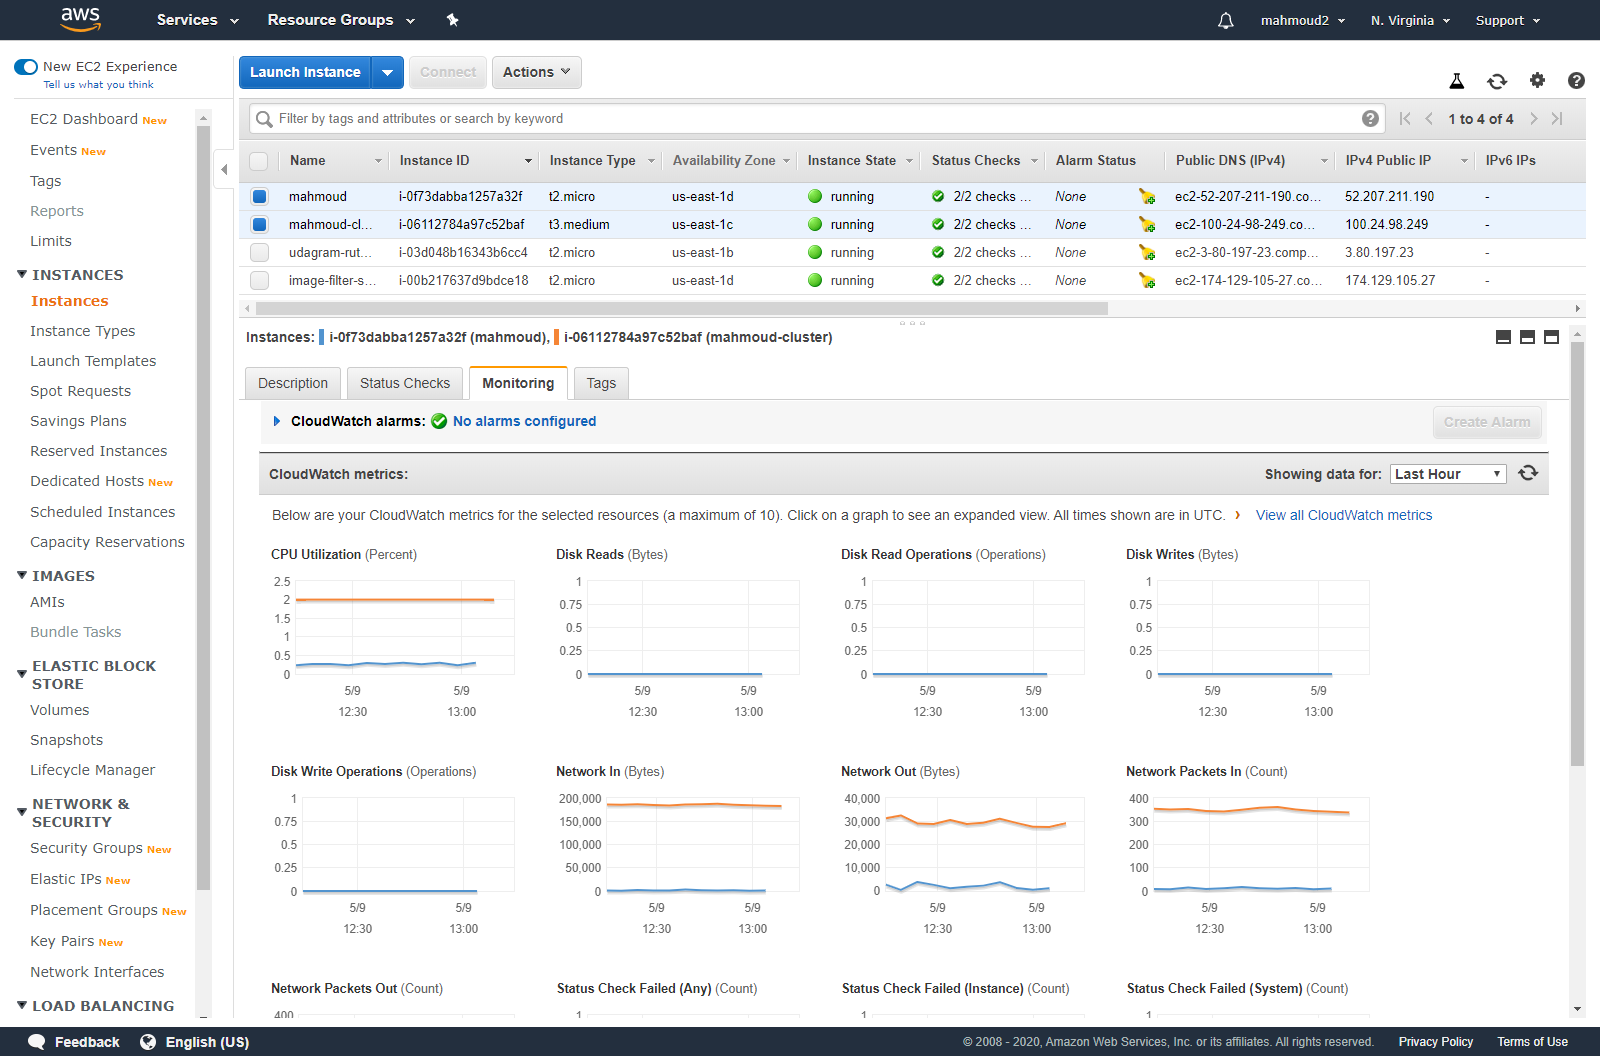 aws
Services
Resource Groups
mahmoud2
N. Virginia
Support
New EC2 Experience
Tell us what you think
EC2 Dashboard New
Events New
Tags
Reports
Limits
INSTANCES
Instances
Instance Types
Launch Templates
Spot Requests
Savings Plans
Reserved Instances
Dedicated Hosts New
Scheduled Instances
Capacity Reservations
IMAGES
AMIs
Bundle Tasks
ELASTIC BLOCK
STORE
Volumes
Snapshots
Lifecycle Manager
NETWORK &
SECURITY
Security Groups New
Elastic IPs New
Placement Groups New
Key Pairs New
Network Interfaces
LOAD BALANCING
Launch Instance
Connect
Actions
Filter by tags and attributes or search by keyword
1 to 4 of 4
Name Instance ID Instance Type Availability Zone Instance State Status Checks Alarm Status Public DNS (IPv4) IPv4 Public IP IPv6 IPs
mahmoud i-0f73dabba1257a32f t2.micro us-east-1d running 2/2 checks ... None ec2-52-207-211-190.co... 52.207.211.190 -
mahmoud-cl... i-06112784a97c52baf t3.medium us-east-1c running 2/2 checks ... None ec2-100-24-98-249.co... 100.24.98.249 -
udagram-rut... i-03d048b16343b6cc4 t2.micro us-east-1b running 2/2 checks ... None ec2-3-80-197-23.comp... 3.80.197.23 -
image-filter-s... i-00b217637d9bdce18 t2.micro us-east-1d running 2/2 checks ... None ec2-174-129-105-27.co... 174.129.105.27 -
Instances: i-0f73dabba1257a32f (mahmoud), i-06112784a97c52baf (mahmoud-cluster)
Description
Status Checks
Monitoring
Tags
CloudWatch alarms: No alarms configured
Create Alarm
CloudWatch metrics:
Showing data for: Last Hour
Below are your CloudWatch metrics for the selected resources (a maximum of 10). Click on a graph to see an expanded view. All times shown are in UTC. › View all CloudWatch metrics
CPU Utilization (Percent)
2.5
2
1.5
1
0.5
0
5/9 5/9
12:30 13:00
Disk Reads (Bytes)
1
0.75
0.5
0.25
0
5/9 5/9
12:30 13:00
Disk Read Operations (Operations)
1
0.75
0.5
0.25
0
5/9 5/9
12:30 13:00
Disk Writes (Bytes)
1
0.75
0.5
0.25
0
5/9 5/9
12:30 13:00
Disk Write Operations (Operations)
1
0.75
0.5
0.25
0
5/9 5/9
12:30 13:00
Network In (Bytes)
200,000
150,000
100,000
50,000
0
5/9 5/9
12:30 13:00
Network Out (Bytes)
40,000
30,000
20,000
10,000
0
5/9 5/9
12:30 13:00
Network Packets In (Count)
400
300
200
100
0
5/9 5/9
12:30 13:00
Network Packets Out (Count)
400
Status Check Failed (Any) (Count)
1
Status Check Failed (Instance) (Count)
1
Status Check Failed (System) (Count)
1
Feedback
English (US)
© 2008 - 2020, Amazon Web Services, Inc. or its affiliates. All rights reserved.
Privacy Policy
Terms of Use